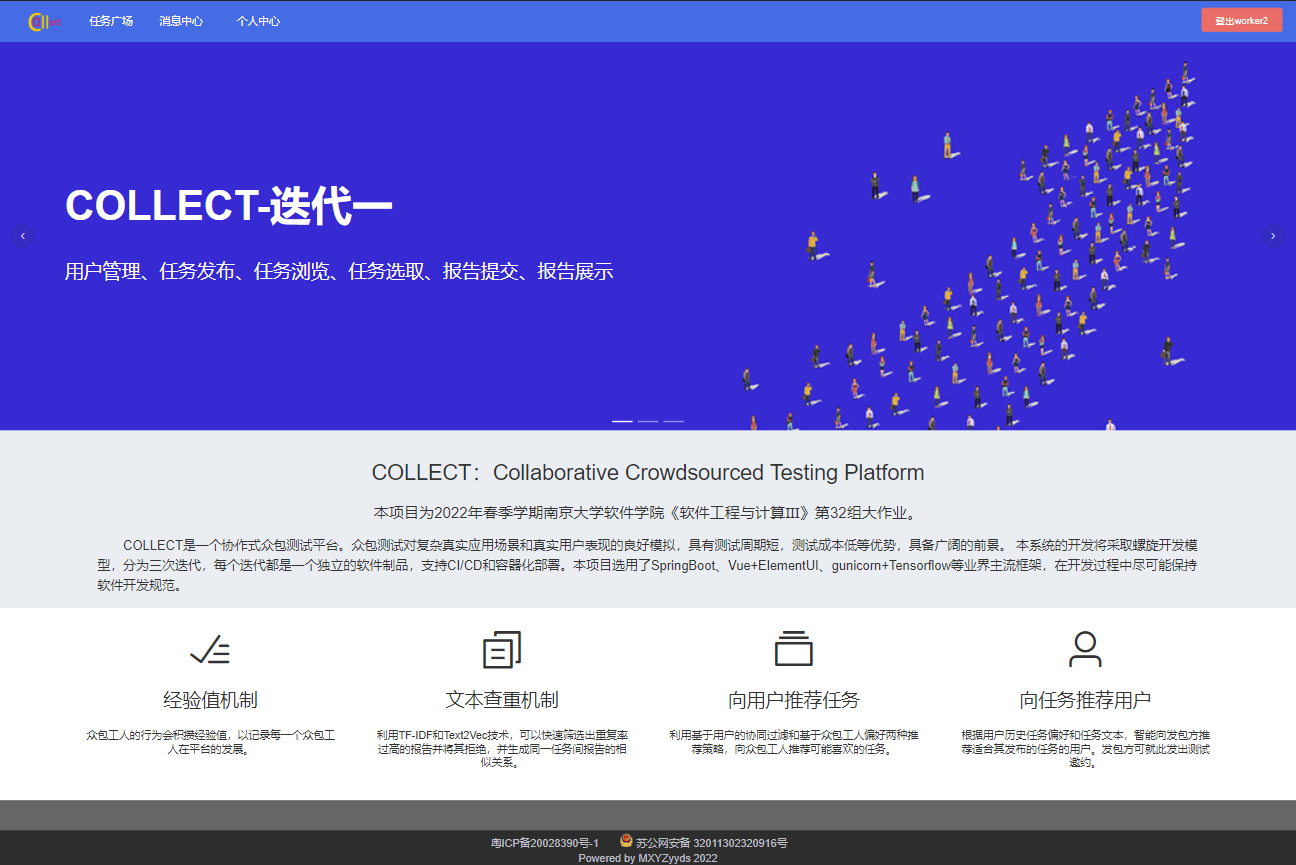 任务广场 消息中心 个人中心 登出worker2
COLLECT-迭代一
用户管理、任务发布、任务浏览、任务选取、报告提交、报告展示
COLLECT：Collaborative Crowdsourced Testing Platform
本项目为2022年春季学期南京大学软件学院《软件工程与计算III》第32组大作业。
COLLECT是一个协作式众包测试平台。众包测试对复杂真实应用场景和真实用户表现的良好模拟，具有测试周期短，测试成本低等优势，具备广阔的前景。 本系统的开发将采取螺旋开发模
型，分为三次迭代，每个迭代都是一个独立的软件制品，支持CI/CD和容器化部署。本项目选用了SpringBoot、Vue+ElementUI、gunicorn+Tensorflow等业界主流框架，在开发过程中尽可能保持
软件开发规范。
经验值机制
众包工人的行为会积攒经验值，以记录每一个众包工
人在平台的发展。
文本查重机制
利用TF-IDF和Text2Vec技术，可以快速筛选出重复率
过高的报告并将其拒绝，并生成同一任务间报告的相
似关系。
向用户推荐任务
利用基于用户的协同过滤和基于众包工人偏好两种推
荐策略，向众包工人推荐可能喜欢的任务。
向任务推荐用户
根据用户历史任务偏好和任务文本，智能向发包方推
荐适合其发布的任务的用户。发包方可就此发出测试
邀约。
粤ICP备20028390号-1 苏公网安备 32011302320916号
Powered by MXYZyyds 2022